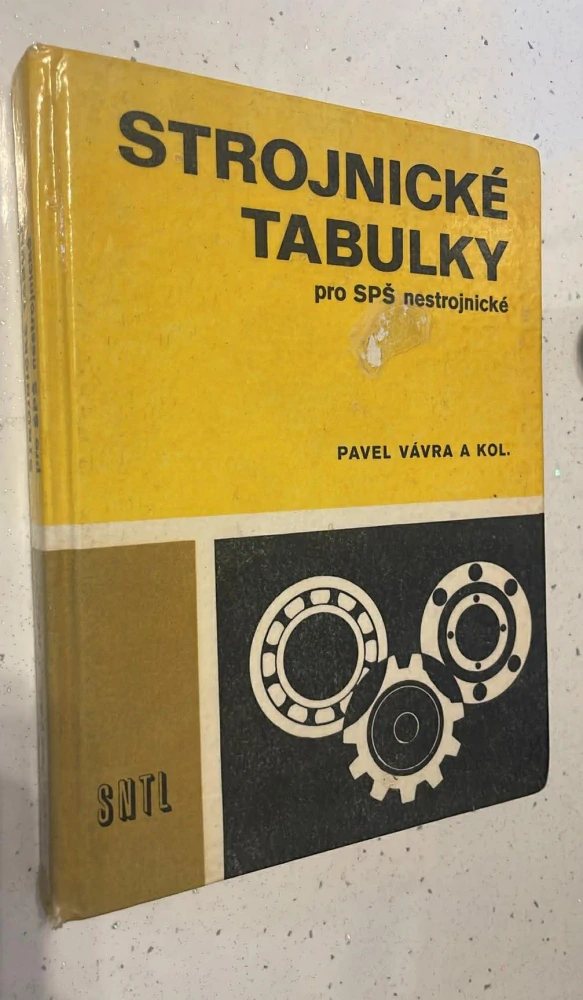 STROJNICKÉ
TABULKY
pro SPŠ nestrojnické
PAVEL VÁVRA A KOL.
SNTL